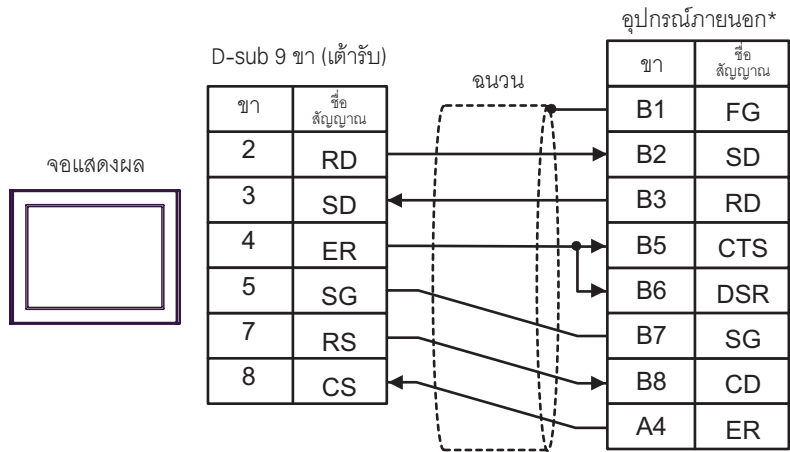 อุปกรณ์ภายนอก*
D-sub 9 ขา (เต้ารับ)
ฉนวน
จอแสดงผล
ขา ชื่อสัญญาณ
2 RD
3 SD
4 ER
5 SG
7 RS
8 CS
ขา ชื่อสัญญาณ
B1 FG
B2 SD
B3 RD
B5 CTS
B6 DSR
B7 SG
B8 CD
A4 ER